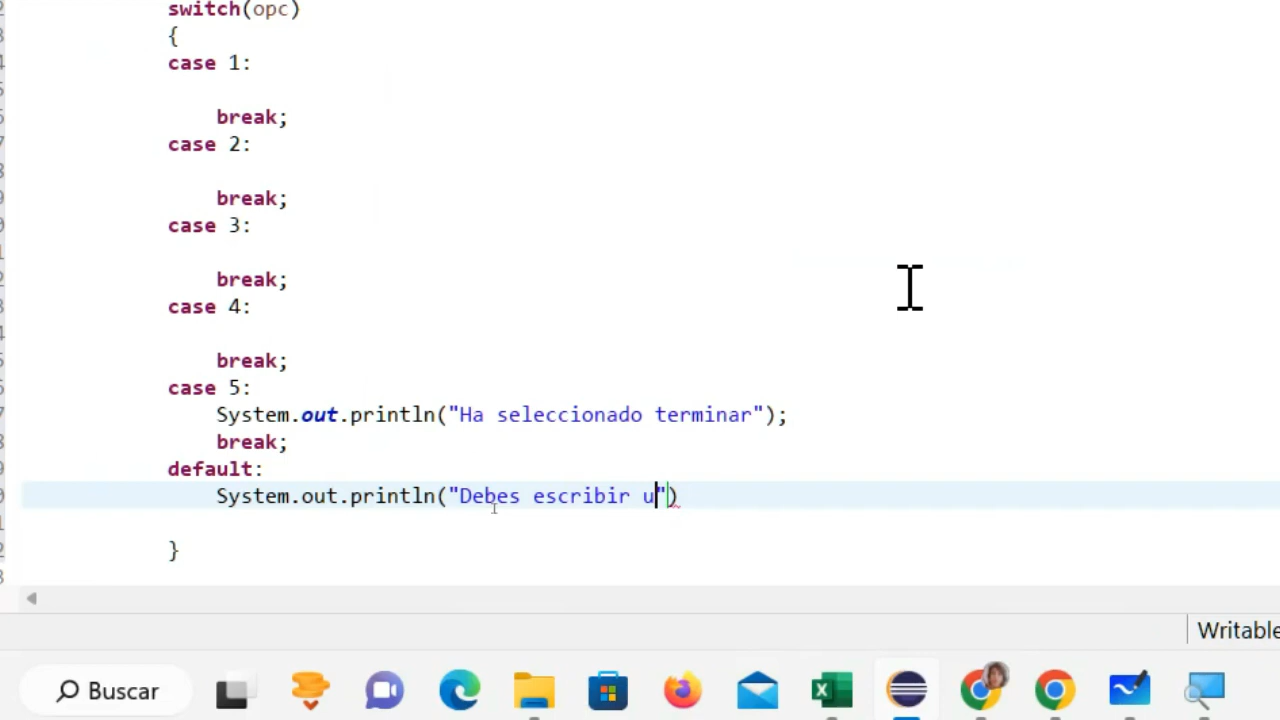 switch(opc)
{
case 1:
break;
case 2:
break;
case 3:
break;
case 4:
break;
case 5:
System.out.println("Ha seleccionado terminar");
break;
default:
System.out.println("Debes escribir u")
}
Writable
Buscar